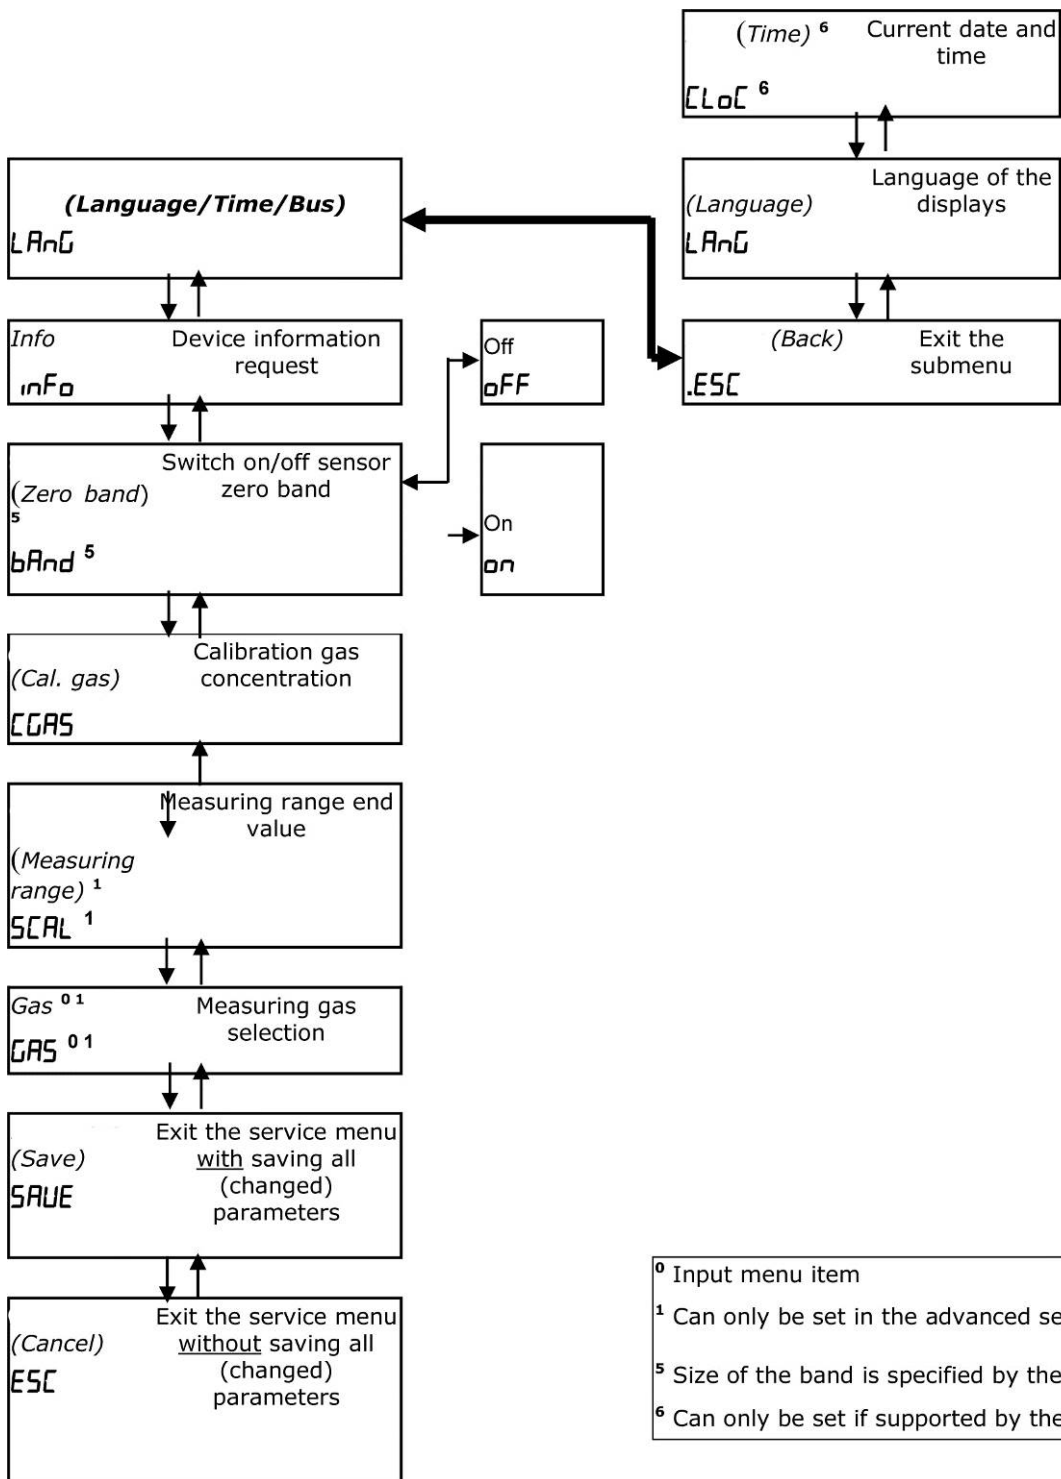 (Time) 6 Current date and
time
CLoC 6
(Language/Time/Bus)
LAnG
Language of the
(Language) displays
LAnG
Info Device information
request
inFo
Off
oFF
(Back) Exit the
submenu
.ESC
Switch on/off sensor
(Zero band) zero band
5
bAnd 5
On
on
Calibration gas
(Cal. gas) concentration
CGAS
Measuring range end
value
(Measuring
range) 1
SCAL 1
Gas 0 1 Measuring gas
selection
GAS 0 1
Exit the service menu
(Save) with saving all
SAVE (changed)
parameters
Exit the service menu
(Cancel) without saving all
ESC (changed)
parameters
0 Input menu item
1 Can only be set in the advanced se
5 Size of the band is specified by the
6 Can only be set if supported by the